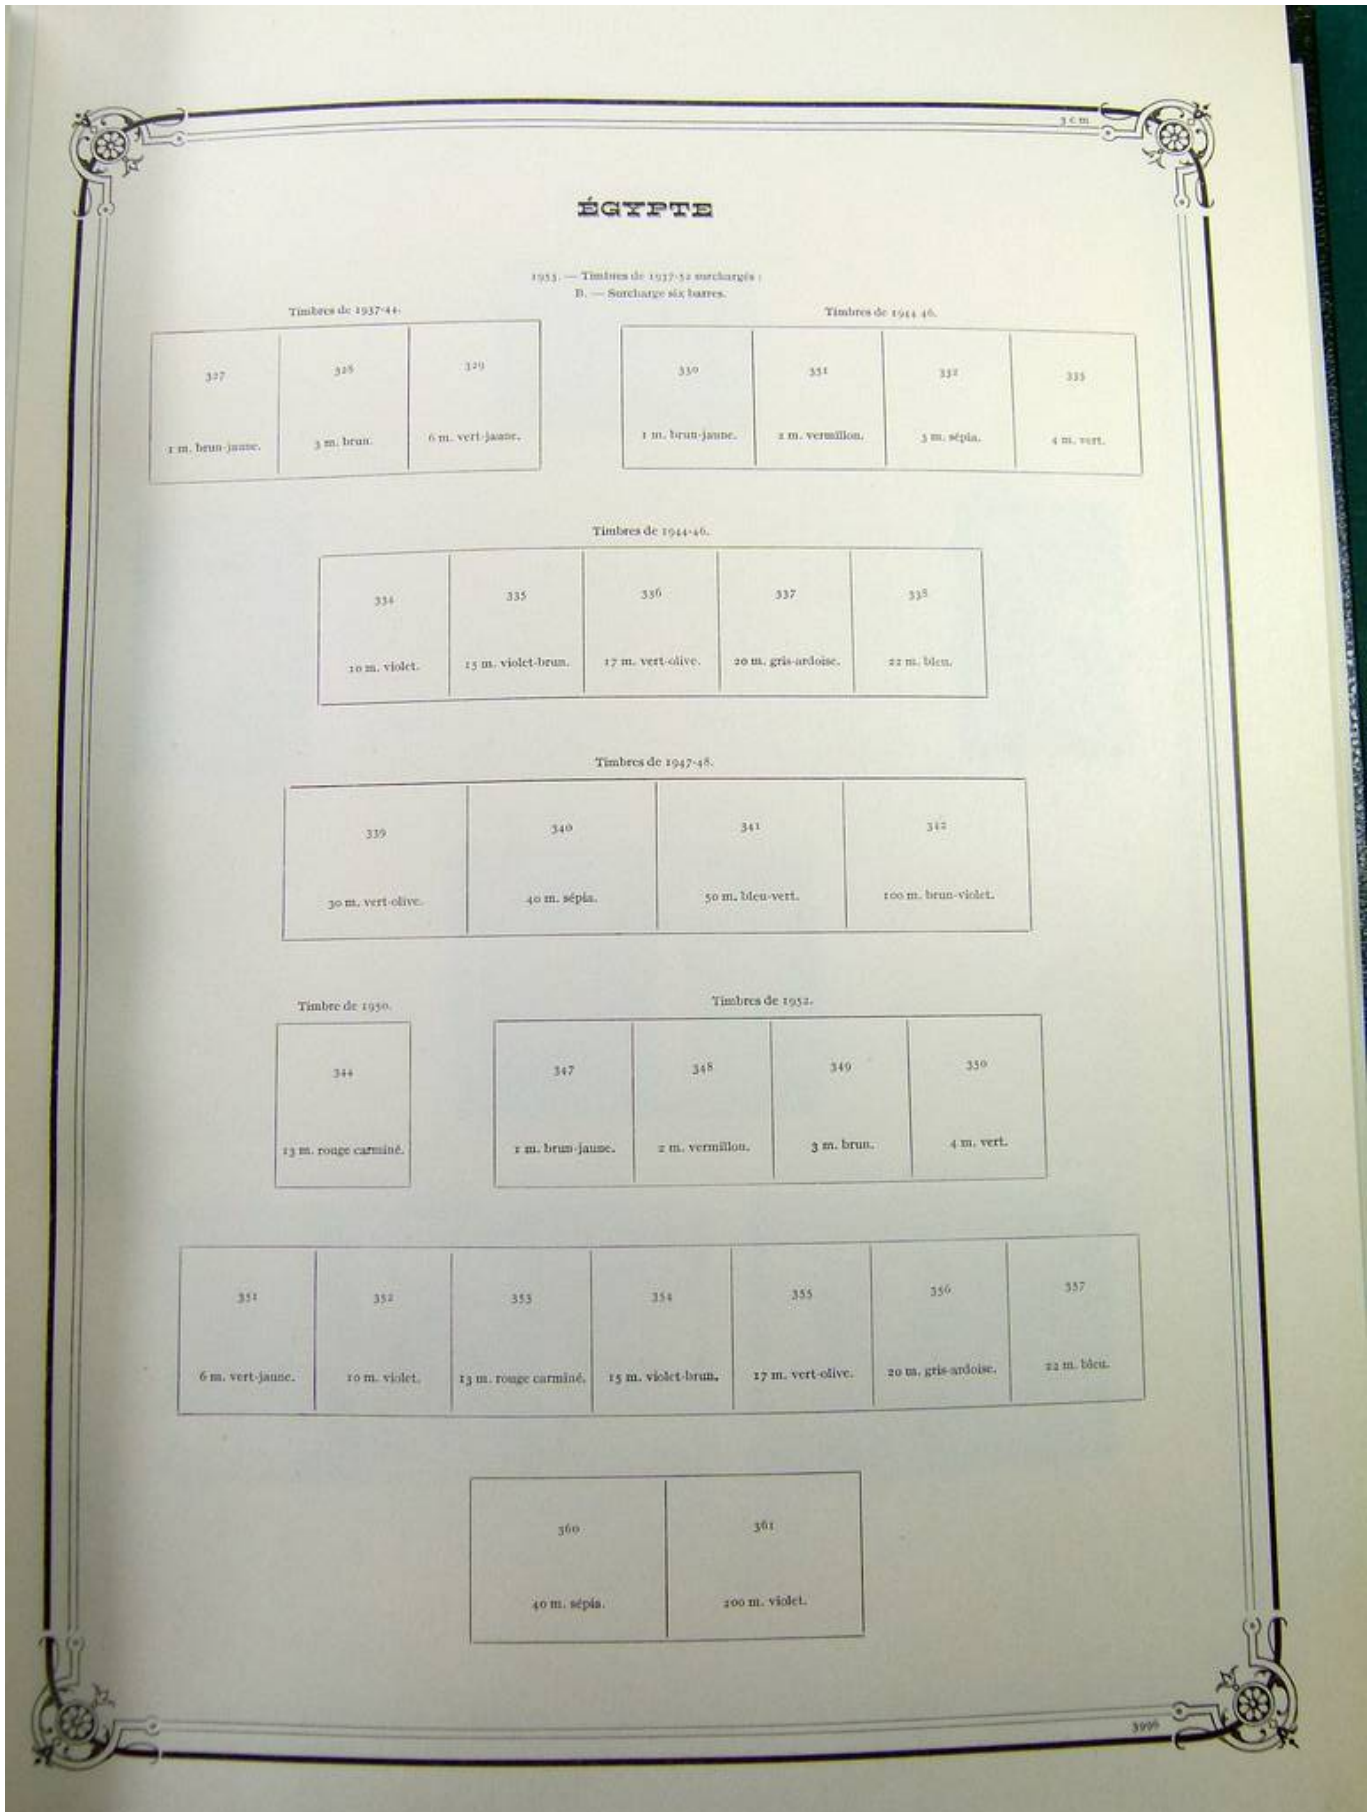 3 cm
ÉGYPTE
1953. — Timbres de 1937-52 surchargés :
B. — Surcharge six barres.
Timbres de 1937-44.
327 328 329
1 m. brun-jaune. 3 m. brun. 6 m. vert-jaune.
Timbres de 1944 46.
330 331 332 333
1 m. brun-jaune. 2 m. vermillon. 3 m. sépia. 4 m. vert.
Timbres de 1944-46.
334 335 336 337 338
10 m. violet. 15 m. violet-brun. 17 m. vert-olive. 20 m. gris-ardoise. 22 m. bleu.
Timbres de 1947-48.
339 340 341 342
30 m. vert-olive. 40 m. sépia. 50 m. bleu-vert. 100 m. brun-violet.
Timbre de 1950.
344
13 m. rouge carminé.
Timbres de 1952.
347 348 349 350
1 m. brun-jaune. 2 m. vermillon. 3 m. brun. 4 m. vert.
351 352 353 354 355 356 357
6 m. vert-jaune. 10 m. violet. 13 m. rouge carminé. 15 m. violet-brun. 17 m. vert-olive. 20 m. gris-ardoise. 22 m. bleu.
360 361
40 m. sépia. 200 m. violet.